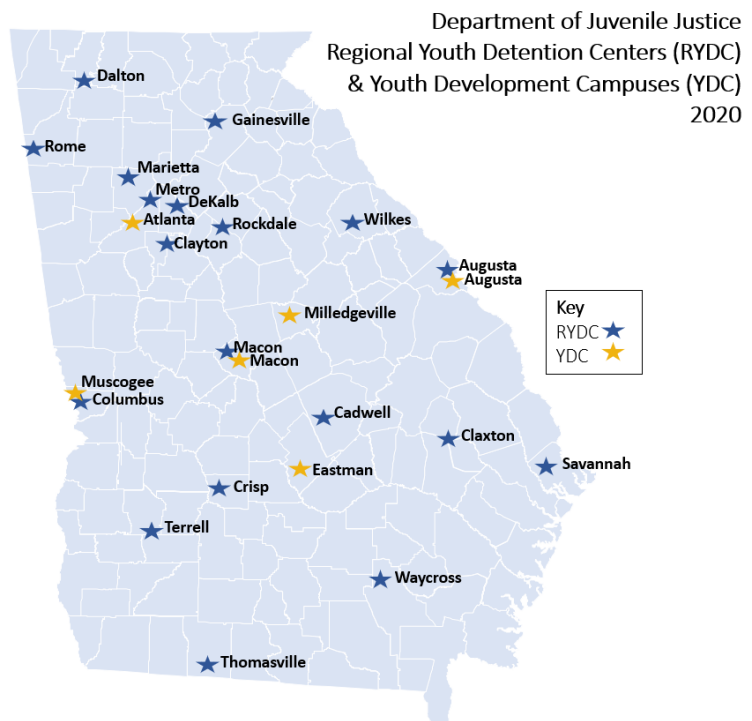 Department of Juvenile Justice
Regional Youth Detention Centers (RYDC)
& Youth Development Campuses (YDC)
2020
Dalton
Gainesville
Rome
Marietta
Metro
DeKalb
Atlanta
Rockdale
Wilkes
Clayton
Augusta
Augusta
Key
RYDC
YDC
Milledgeville
Macon
Macon
Muscogee
Columbus
Cadwell
Claxton
Savannah
Eastman
Crisp
Terrell
Waycross
Thomasville